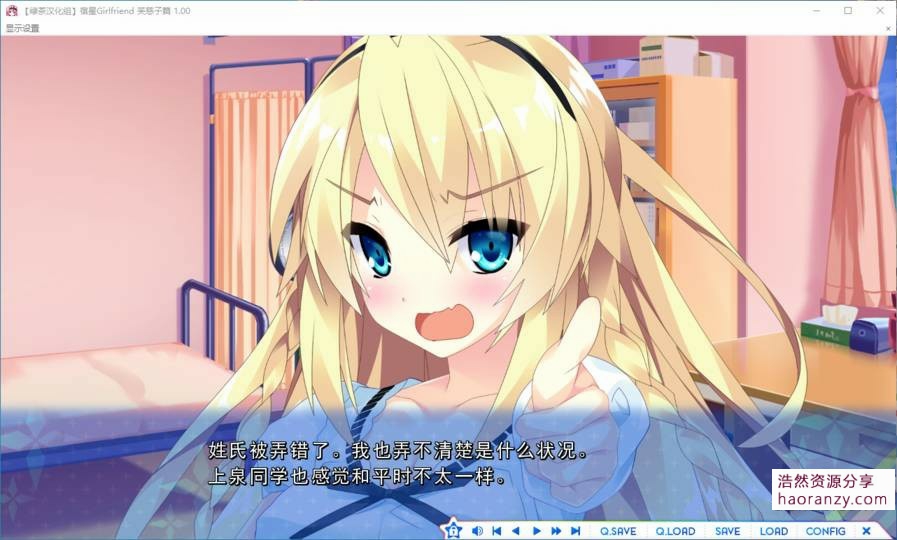 【绿茶汉化组】缀星Girlfriend 芙慈子篇 1.00
显示设置
姓氏被弄错了。我也弄不清楚是什么状况。
上泉同学也感觉和平时不太一样。
浩然资源分享
haoranzy.com
Q.SAVE Q.LOAD SAVE LOAD CONFIG